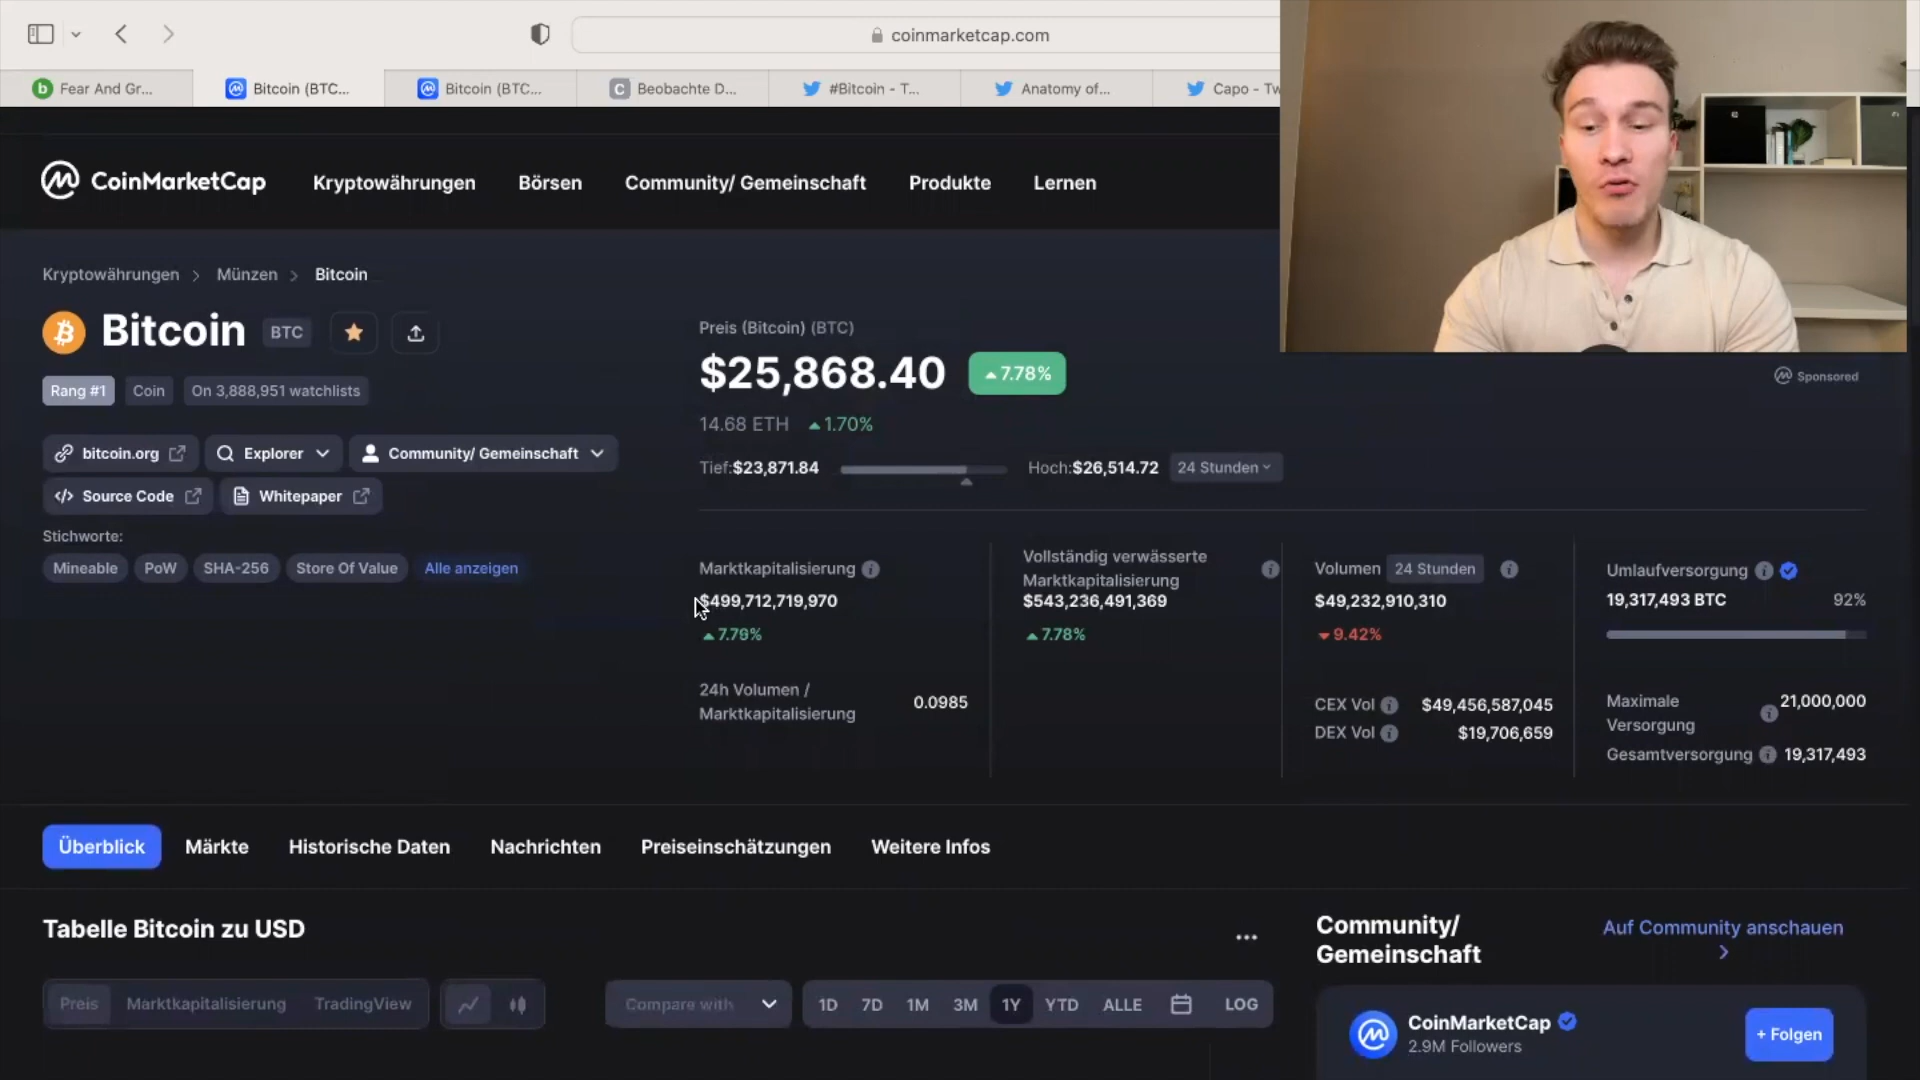 coinmarketcap.com
Fear And Gr...
Bitcoin (BTC...
Bitcoin (BTC...
Beobachte D...
#Bitcoin - T...
Anatomy of...
Capo - Tw
CoinMarketCap
Kryptowährungen
Börsen
Community/ Gemeinschaft
Produkte
Lernen
Kryptowährungen > Münzen > Bitcoin
Bitcoin BTC
Rang #1
Coin
On 3,888,951 watchlists
bitcoin.org
Explorer
Community/ Gemeinschaft
Source Code
Whitepaper
Stichworte:
Mineable
PoW
SHA-256
Store Of Value
Alle anzeigen
Preis (Bitcoin) (BTC)
$25,868.40
7.78%
14.68 ETH
1.70%
Tief:$23,871.84
Hoch:$26,514.72
24 Stunden
Sponsored
Marktkapitalisierung
$499,712,719,970
7.79%
24h Volumen /
Marktkapitalisierung
0.0985
Vollständig verwässerte
Marktkapitalisierung
$543,236,491,369
7.78%
Volumen
24 Stunden
$49,232,910,310
9.42%
CEX Vol
$49,456,587,045
DEX Vol
$19,706,659
Umlaufversorgung
19,317,493 BTC
92%
Maximale
Versorgung
21,000,000
Gesamtversorgung
19,317,493
Überblick
Märkte
Historische Daten
Nachrichten
Preiseinschätzungen
Weitere Infos
Tabelle Bitcoin zu USD
Preis
Marktkapitalisierung
TradingView
Compare with
1D
7D
1M
3M
1Y
YTD
ALLE
LOG
Community/
Gemeinschaft
Auf Community anschauen
CoinMarketCap
2.9M Followers
+ Folgen